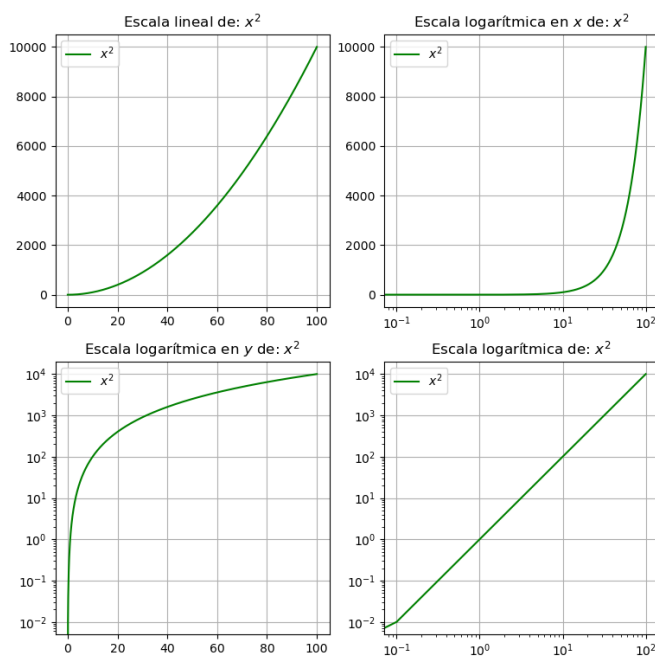 Escala lineal de: x²
x²
10000
8000
6000
4000
2000
0
0 20 40 60 80 100
Escala logarítmica en x de: x²
x²
10000
8000
6000
4000
2000
0
10⁻¹ 10⁰ 10¹ 10²
Escala logarítmica en y de: x²
x²
10⁴
10³
10²
10¹
10⁰
10⁻¹
10⁻²
0 20 40 60 80 100
Escala logarítmica de: x²
x²
10⁴
10³
10²
10¹
10⁰
10⁻¹
10⁻²
10⁻¹ 10⁰ 10¹ 10²